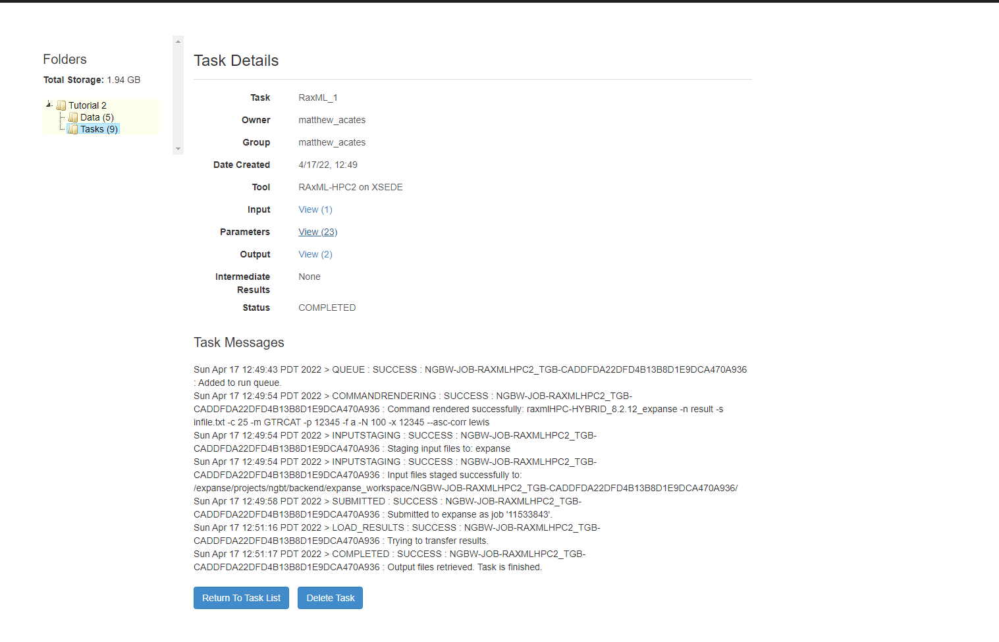 Folders
Total Storage: 1.94 GB
Tutorial 2
Data (5)
Tasks (9)
Task Details
Task RaxML_1
Owner matthew_acates
Group matthew_acates
Date Created 4/17/22, 12:49
Tool RAxML-HPC2 on XSEDE
Input View (1)
Parameters View (23)
Output View (2)
Intermediate Results None
Status COMPLETED
Task Messages
Sun Apr 17 12:49:43 PDT 2022 > QUEUE : SUCCESS : NGBW-JOB-RAXMLHPC2_TGB-CADDFDA22DFD4B13B8D1E9DCA470A936
: Added to run queue.
Sun Apr 17 12:49:54 PDT 2022 > COMMANDRENDERING : SUCCESS : NGBW-JOB-RAXMLHPC2_TGB-
CADDFDA22DFD4B13B8D1E9DCA470A936 : Command rendered successfully: raxmlHPC-HYBRID_8.2.12_expanse -n result -s
infile.txt -c 25 -m GTRCAT -p 12345 -f a -N 100 -x 12345 --asc-corr lewis
Sun Apr 17 12:49:54 PDT 2022 > INPUTSTAGING : SUCCESS : NGBW-JOB-RAXMLHPC2_TGB-
CADDFDA22DFD4B13B8D1E9DCA470A936 : Staging input files to: expanse
Sun Apr 17 12:49:54 PDT 2022 > INPUTSTAGING : SUCCESS : NGBW-JOB-RAXMLHPC2_TGB-
CADDFDA22DFD4B13B8D1E9DCA470A936 : Input files staged successfully to:
/expanse/projects/ngbt/backend/expanse_workspace/NGBW-JOB-RAXMLHPC2_TGB-CADDFDA22DFD4B13B8D1E9DCA470A936/
Sun Apr 17 12:49:58 PDT 2022 > SUBMITTED : SUCCESS : NGBW-JOB-RAXMLHPC2_TGB-
CADDFDA22DFD4B13B8D1E9DCA470A936 : Submitted to expanse as job '11533843'.
Sun Apr 17 12:51:16 PDT 2022 > LOAD_RESULTS : SUCCESS : NGBW-JOB-RAXMLHPC2_TGB-
CADDFDA22DFD4B13B8D1E9DCA470A936 : Trying to transfer results.
Sun Apr 17 12:51:17 PDT 2022 > COMPLETED : SUCCESS : NGBW-JOB-RAXMLHPC2_TGB-
CADDFDA22DFD4B13B8D1E9DCA470A936 : Output files retrieved. Task is finished.
Return To Task List Delete Task